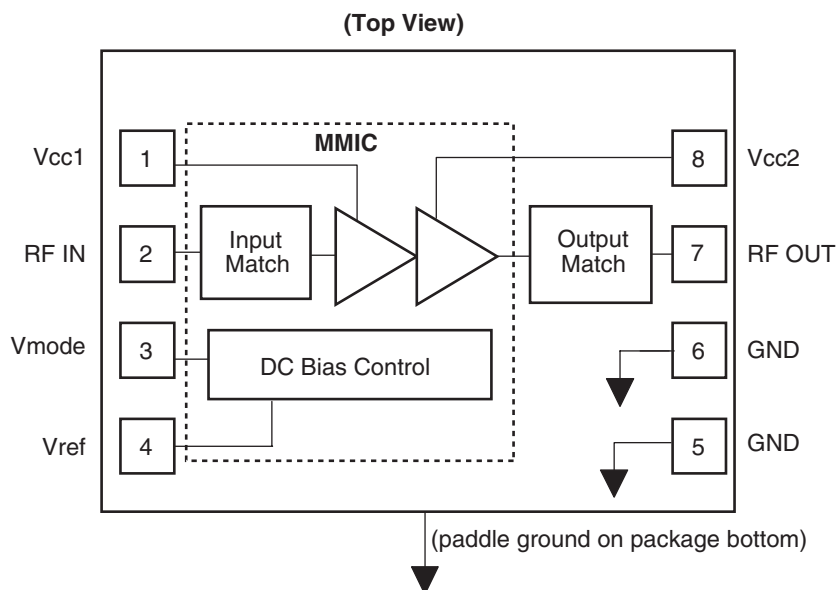 (Top View)
MMIC
Vcc1 1
8 Vcc2
RF IN 2
Input
Match
Output
Match
7 RF OUT
Vmode 3
DC Bias Control
6 GND
Vref 4
5 GND
(paddle ground on package bottom)